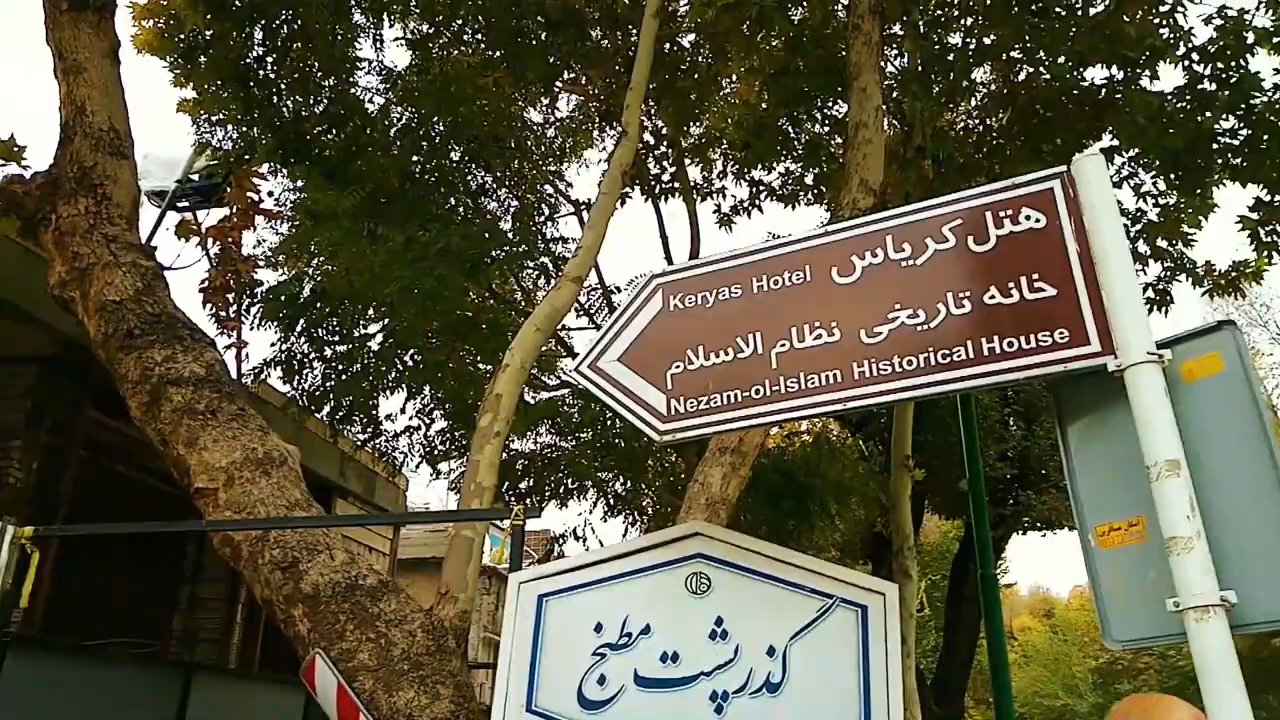 هتل کریاس
Keryas Hotel
خانه تاریخی نظام الاسلام
Nezam-ol-Islam Historical House
گذر پشت مطبخ